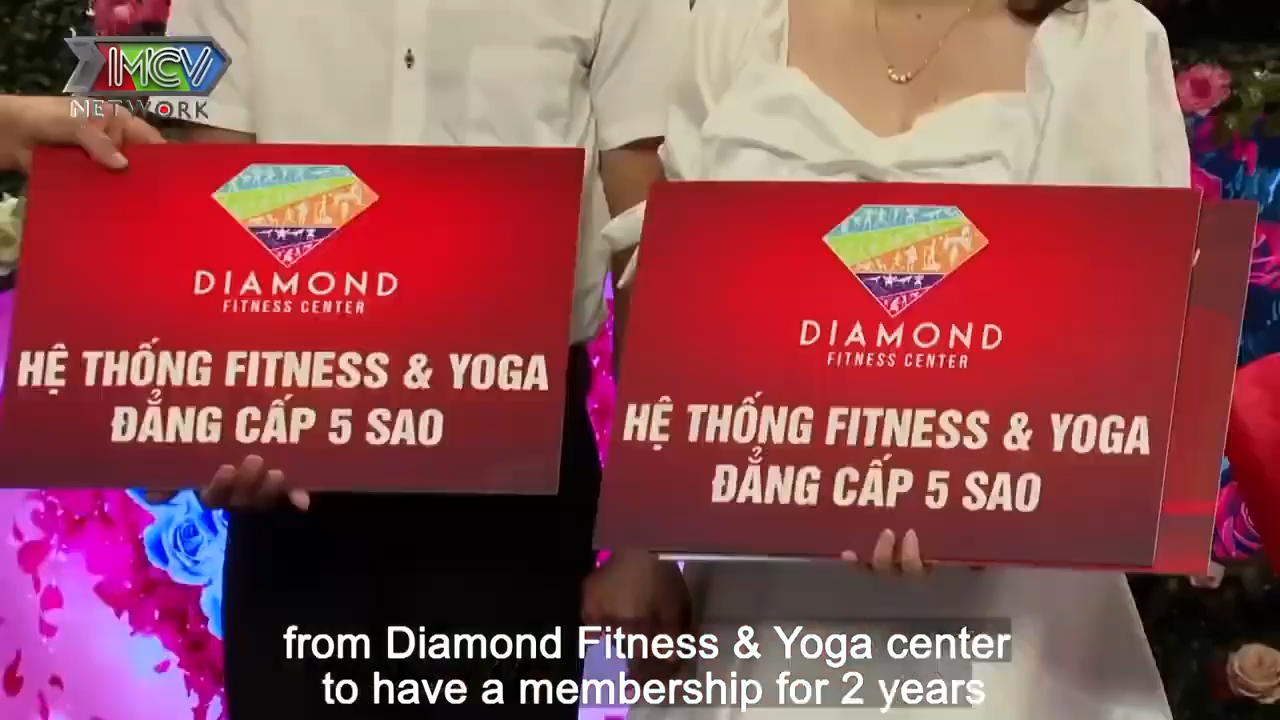 MCV
NETWORK
DIAMOND
FITNESS CENTER
HỆ THỐNG FITNESS & YOGA
ĐẲNG CẤP 5 SAO
DIAMOND
FITNESS CENTER
HỆ THỐNG FITNESS & YOGA
ĐẲNG CẤP 5 SAO
from Diamond Fitness & Yoga center
to have a membership for 2 years